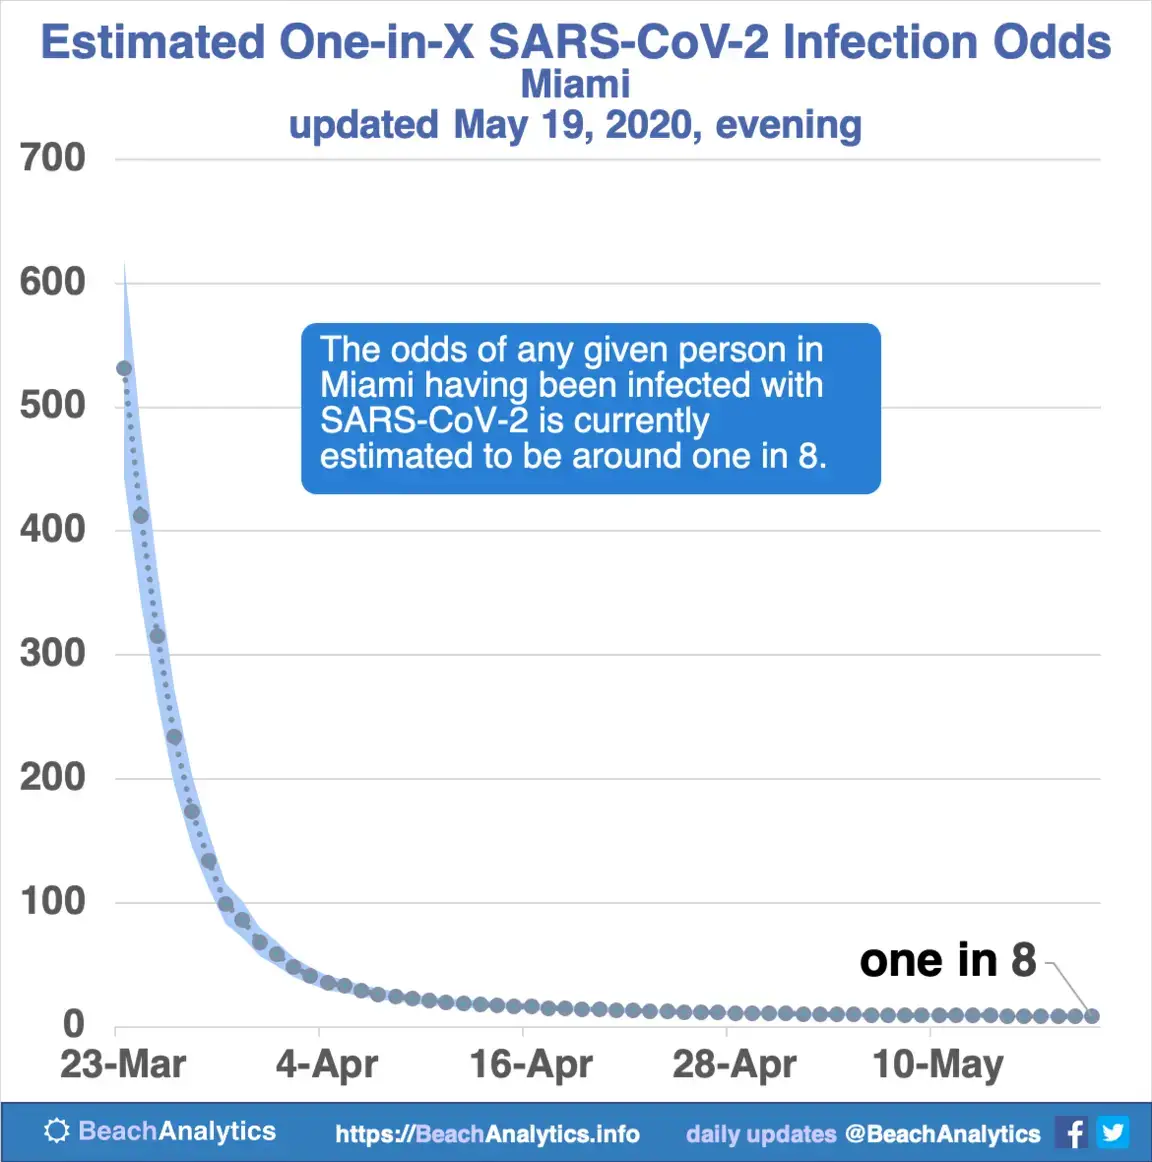 Estimated One-in-X SARS-CoV-2 Infection Odds
Miami
updated May 19, 2020, evening
700
600
500
400
300
200
100
0
The odds of any given person in
Miami having been infected with
SARS-CoV-2 is currently
estimated to be around one in 8.
one in 8
23-Mar 4-Apr 16-Apr 28-Apr 10-May
BeachAnalytics https://BeachAnalytics.info daily updates @BeachAnalytics